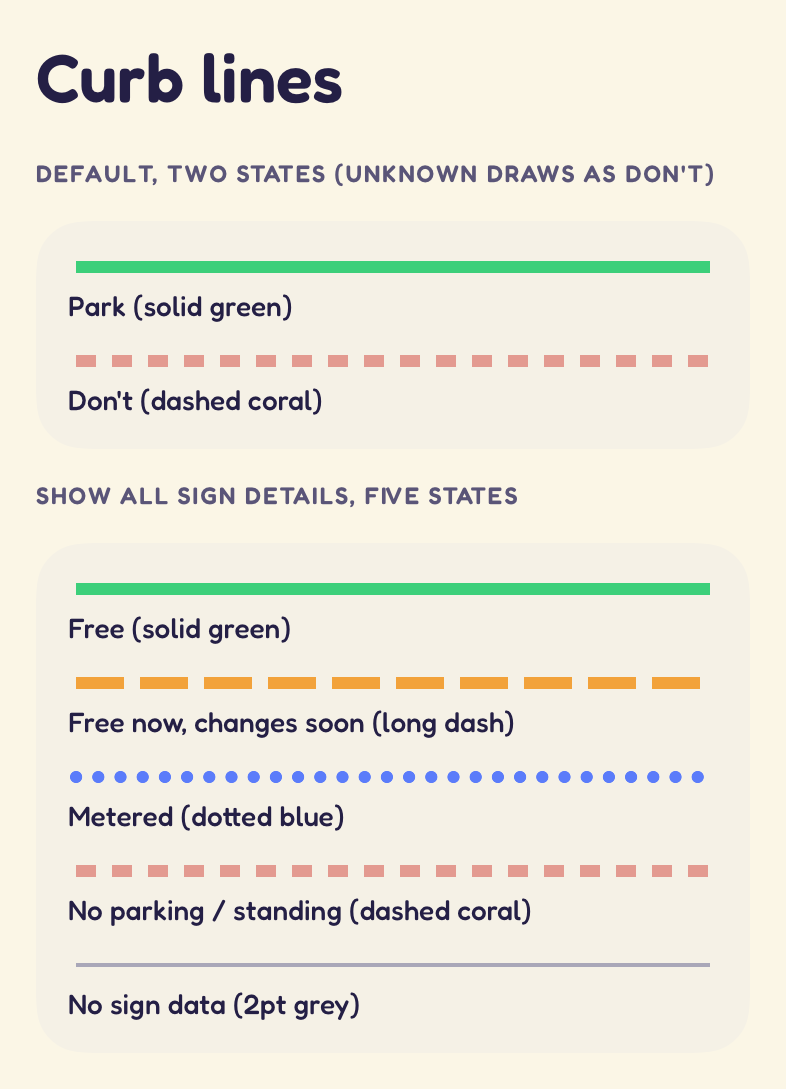 Curb lines
DEFAULT, TWO STATES (UNKNOWN DRAWS AS DON'T)
Park (solid green)
Don't (dashed coral)
SHOW ALL SIGN DETAILS, FIVE STATES
Free (solid green)
Free now, changes soon (long dash)
Metered (dotted blue)
No parking / standing (dashed coral)
No sign data (2pt grey)